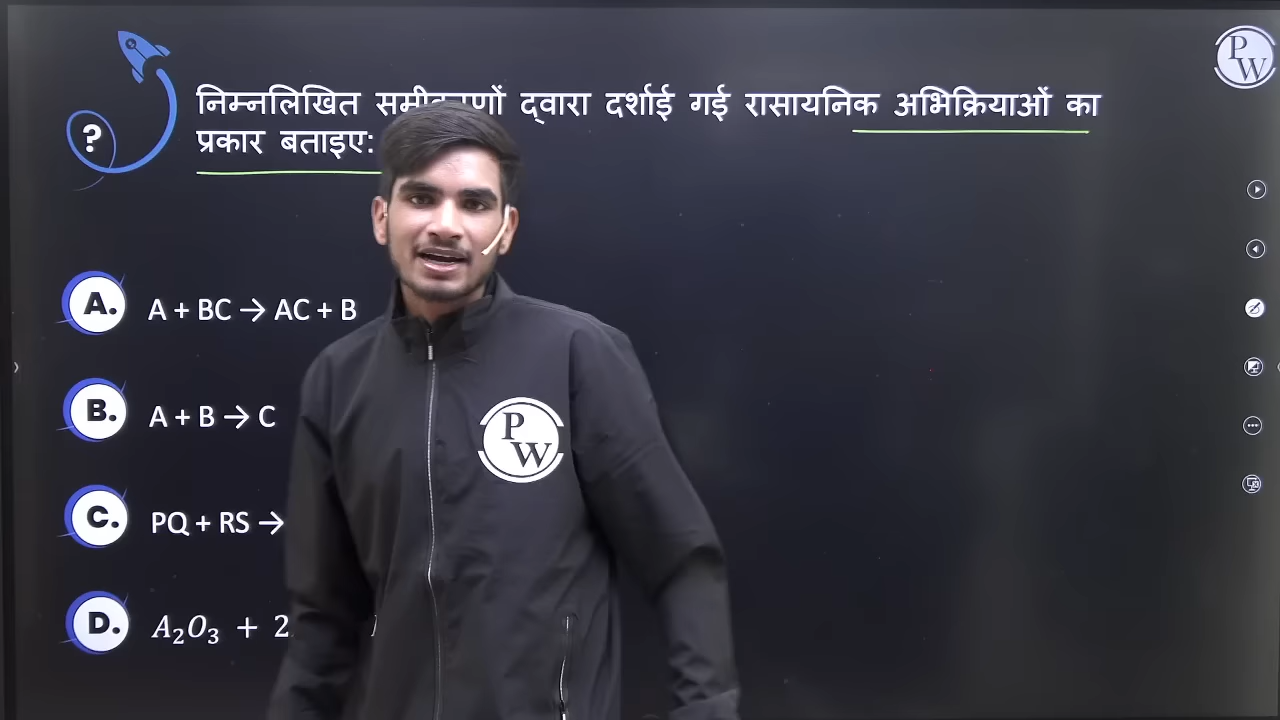 निम्नलिखित समीकरणों द्वारा दर्शाई गई रासायनिक अभिक्रियाओं का
प्रकार बताइए:
?
A. A + BC → AC + B
B. A + B → C
C. PQ + RS →
D. A₂O₃ + 2
PW
PW